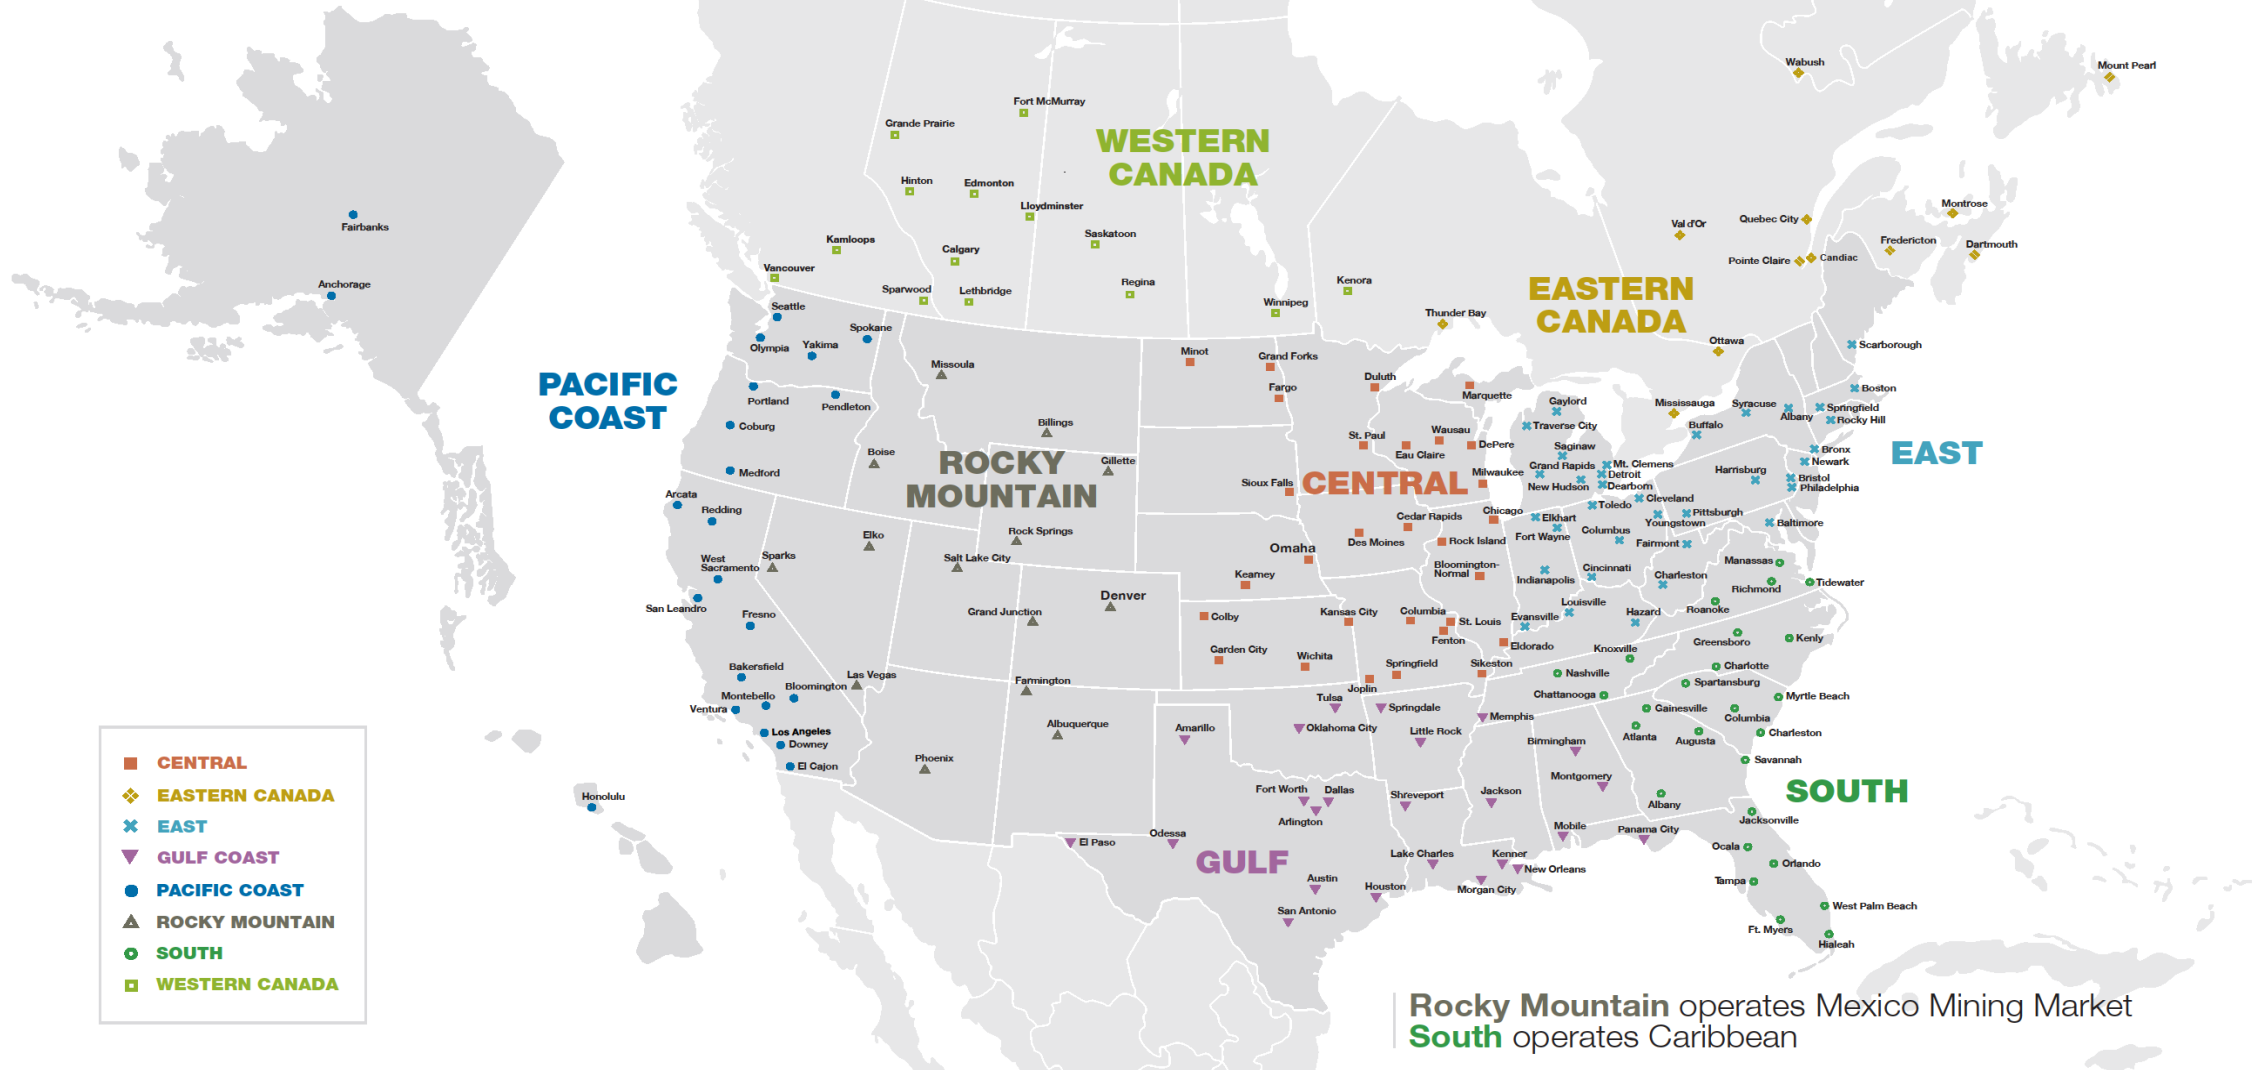 Wabush
Mount Pearl
Fort McMurray
Grande Prairie
WESTERN
CANADA
Hinton
Edmonton
Lloydminster
Montrose
Fairbanks
Val d'Or
Quebec City
Kamloops
Calgary
Saskatoon
Fredericton
Dartmouth
Pointe Claire
Candiac
Vancouver
Anchorage
Sparwood
Lethbridge
Regina
Kenora
EASTERN
CANADA
Winnipeg
Seattle
Thunder Bay
Spokane
Olympia
Yakima
Ottawa
Scarborough
Minot
Grand Forks
Missoula
PACIFIC
COAST
Duluth
Fargo
Marquette
Boston
Portland
Pendleton
Gaylord
Mississauga
Syracuse
Albany
Springfield
Rocky Hill
Coburg
Billings
St. Paul
Wausau
Traverse City
Buffalo
Eau Claire
DePere
Saginaw
Bronx
EAST
Boise
ROCKY
MOUNTAIN
Gillette
Newark
Medford
Milwaukee
Grand Rapids
Mt. Clemens
Detroit
Harrisburg
Bristol
Philadelphia
Sioux Falls
CENTRAL
New Hudson
Dearborn
Arcata
Redding
Cleveland
Toledo
Chicago
Cedar Rapids
Elkhart
Pittsburgh
Youngstown
Baltimore
Elko
Rock Springs
Des Moines
Rock Island
Fort Wayne
Columbus
Fairmont
West
Sacramento
Sparks
Salt Lake City
Omaha
Bloomington-
Normal
Manassas
Kearney
Indianapolis
Cincinnati
Charleston
Richmond
Tidewater
San Leandro
Fresno
Grand Junction
Denver
Colby
Kansas City
Columbia
St. Louis
Evansville
Louisville
Hazard
Roanoke
Fenton
Eldorado
Greensboro
Kenly
Garden City
Wichita
Springfield
Sikeston
Knoxville
Bakersfield
Las Vegas
Farmington
Joplin
Nashville
Charlotte
Montebello
Bloomington
Spartansburg
Ventura
Tulsa
Springdale
Chattanooga
Myrtle Beach
Gainesville
Columbia
Memphis
Los Angeles
Downey
Albuquerque
Amarillo
Oklahoma City
Little Rock
Birmingham
Atlanta
Augusta
Charleston
El Cajon
Phoenix
Savannah
Montgomery
SOUTH
Honolulu
Fort Worth
Dallas
Shreveport
Jackson
Albany
Arlington
Jacksonville
El Paso
Odessa
Mobile
Panama City
GULF
Lake Charles
Kenner
New Orleans
Ocala
Orlando
Austin
Houston
Morgan City
Tampa
San Antonio
West Palm Beach
Ft. Myers
Hialeah
CENTRAL
EASTERN CANADA
EAST
GULF COAST
PACIFIC COAST
ROCKY MOUNTAIN
SOUTH
WESTERN CANADA
Rocky Mountain operates Mexico Mining Market
South operates Caribbean